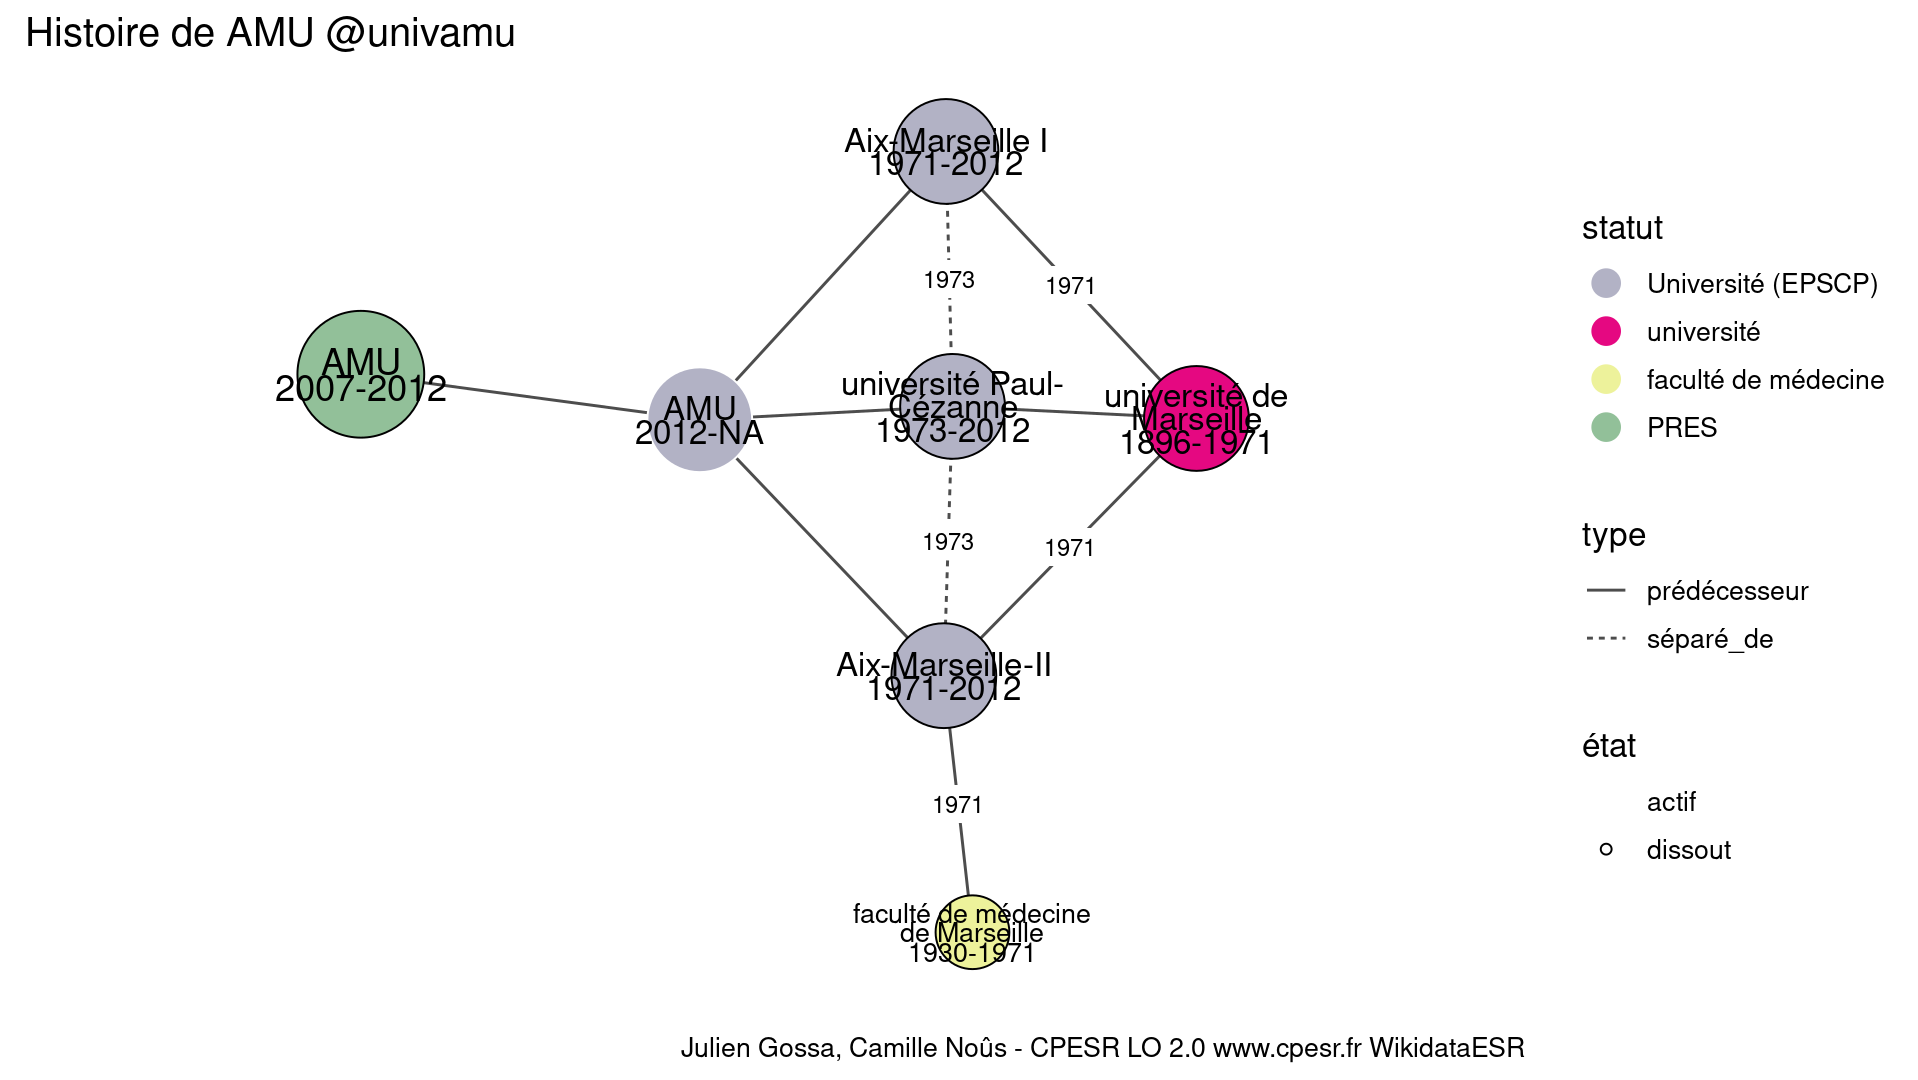 Histoire de AMU @univamu
Aix-Marseille I
1971-2012
1973
1971
AMU
2007-2012
AMU
2012-NA
université Paul-
Cézanne
1973-2012
université de
Marseille
1896-1971
1973
1971
Aix-Marseille-II
1971-2012
1971
faculté de médecine
de Marseille
1930-1971
statut
Université (EPSCP)
université
faculté de médecine
PRES
type
prédécesseur
séparé_de
état
actif
dissout
Julien Gossa, Camille Noûs - CPESR LO 2.0 www.cpesr.fr WikidataESR